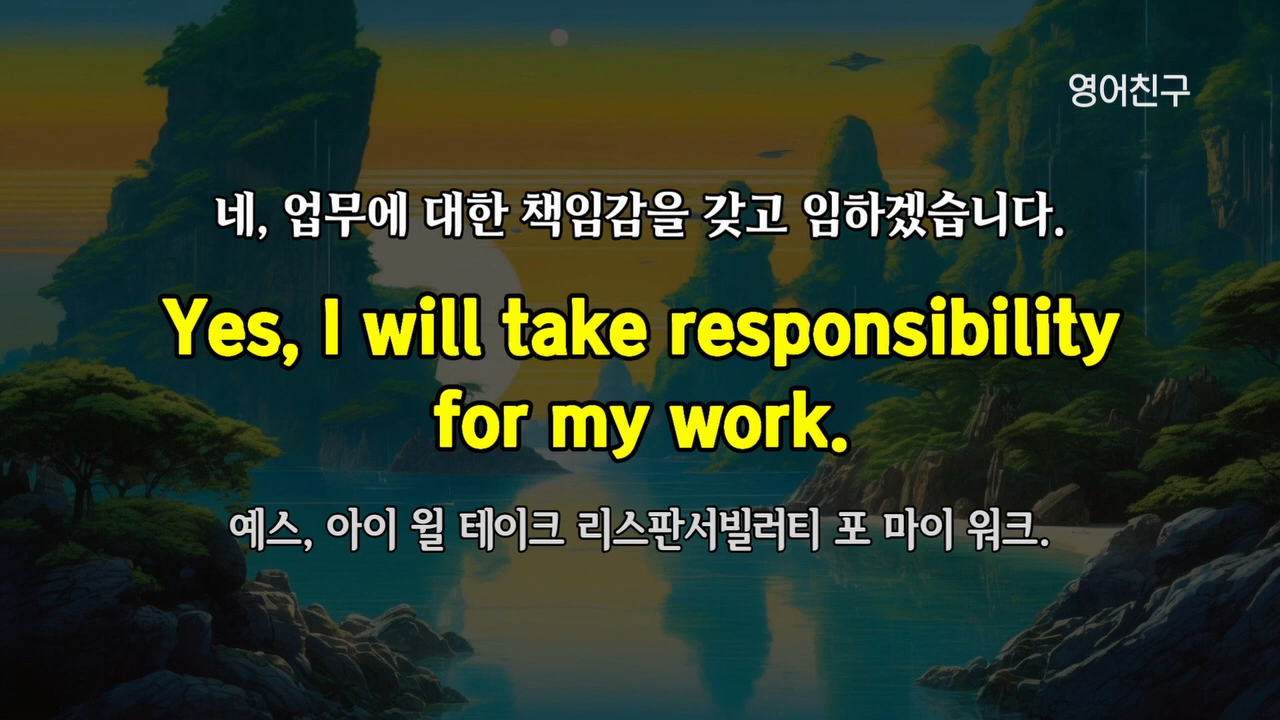 영어친구
네, 업무에 대한 책임감을 갖고 임하겠습니다.
Yes, I will take responsibility
for my work.
예스, 아이 윌 테이크 리스판서빌러티 포 마이 워크.